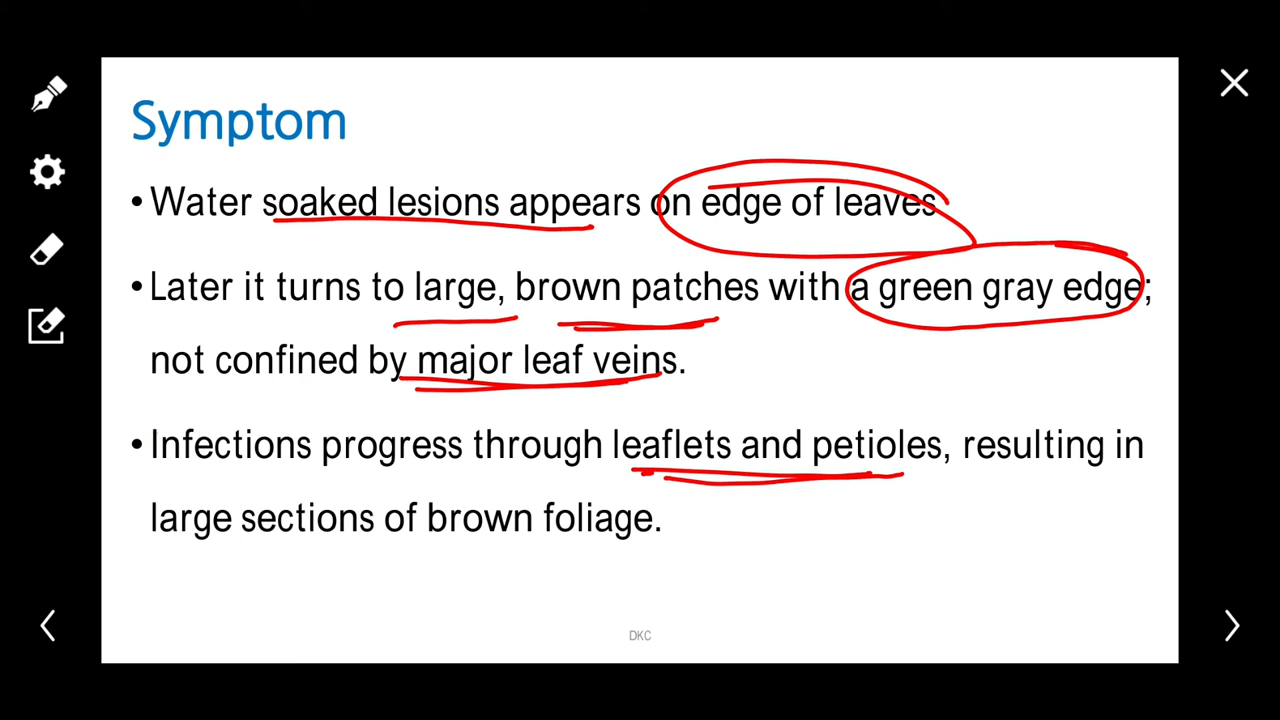 Symptom
• Water soaked lesions appears on edge of leaves
• Later it turns to large, brown patches with a green gray edge;
not confined by major leaf veins.
• Infections progress through leaflets and petioles, resulting in
large sections of brown foliage.
DKC